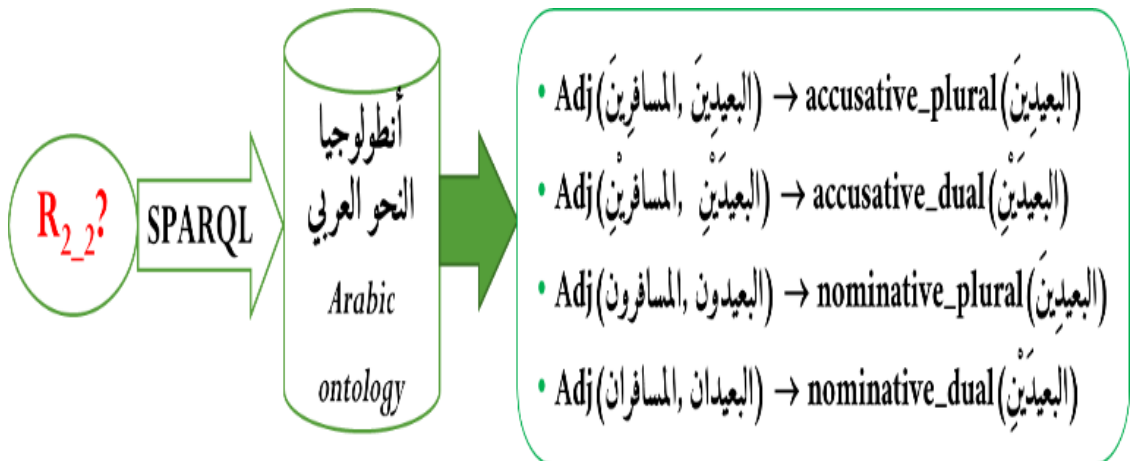 R2_2?
SPARQL
أنطولوجيا
النحو العربي
Arabic
ontology
• Adj(المسافرِينَ, البعيدِينَ) → accusative_plural(البعيدِينَ)
• Adj(المسافرَيْنِ, البعيدَيْنِ) → accusative_dual(البعيدَيْنِ)
• Adj(المسافرون, البعيدون) → nominative_plural(البعيدِينَ)
• Adj(المسافران, البعيدان) → nominative_dual(البعيدَيْنِ)